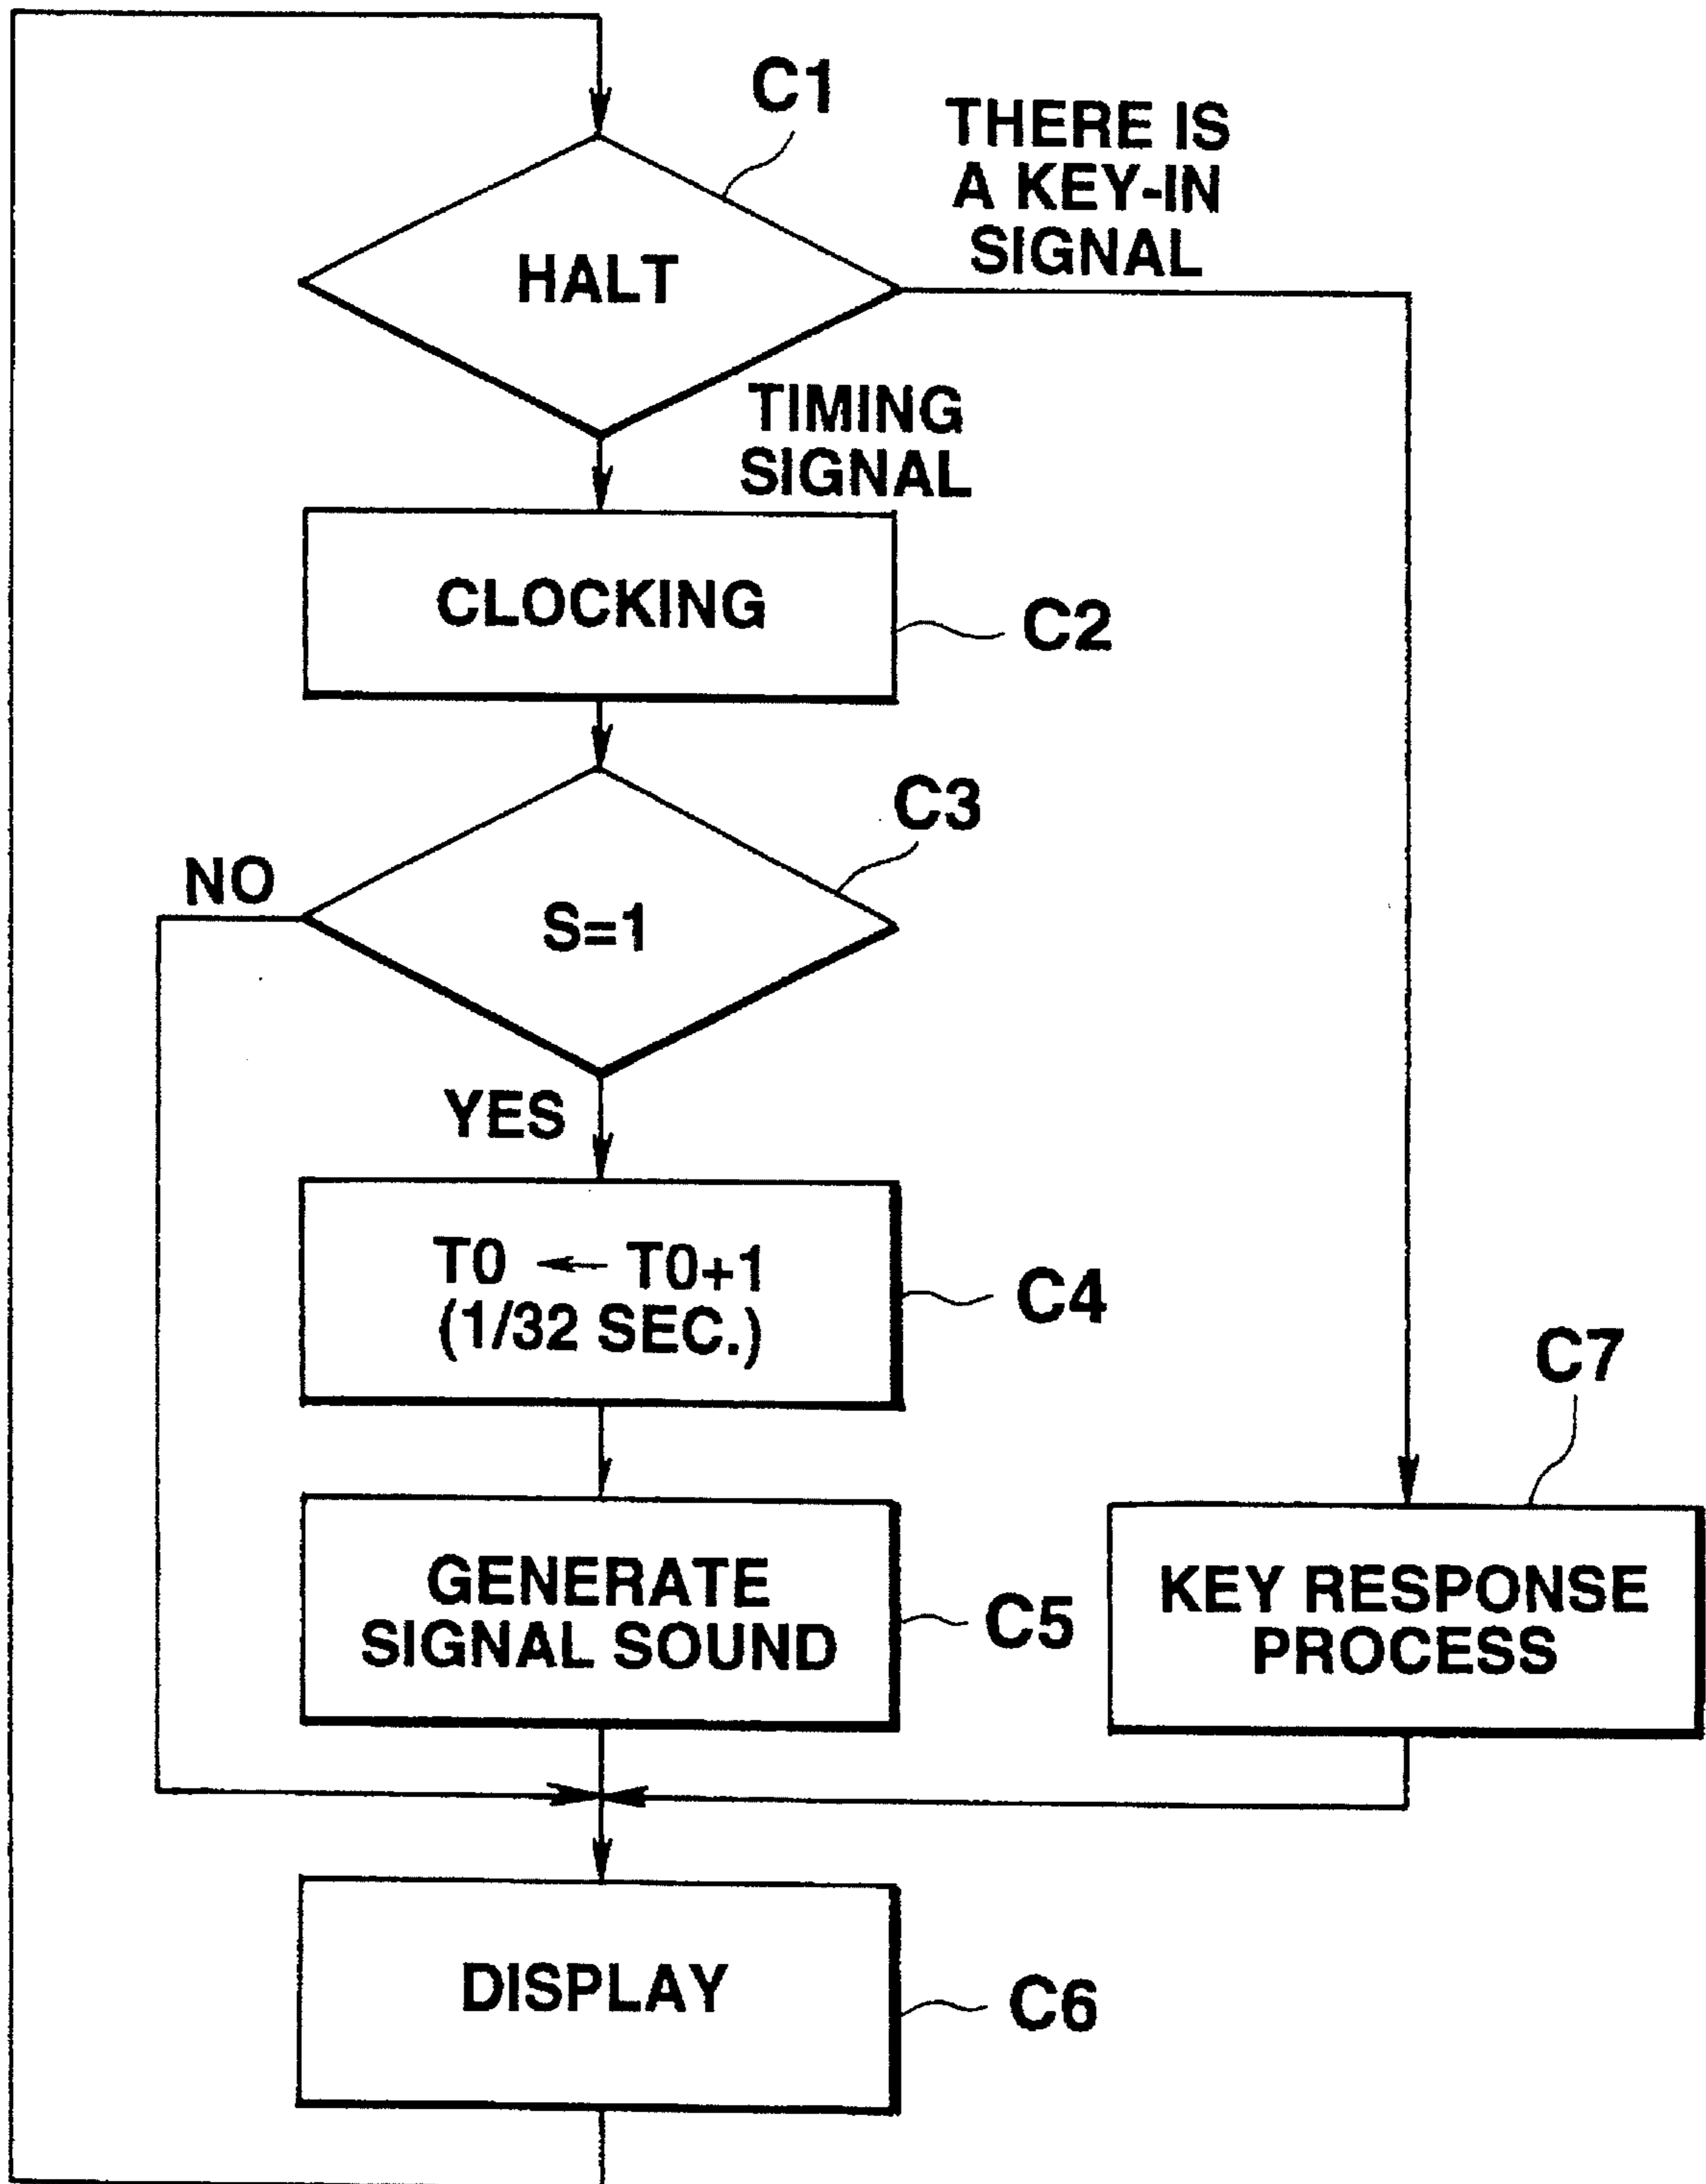 C1
THERE IS
A KEY-IN
SIGNAL
HALT
TIMING
SIGNAL
CLOCKING
C2
C3
NO
S=1
YES
T0 ← T0+1
(1/32 SEC.)
C4
C7
GENERATE
SIGNAL SOUND
C5
KEY RESPONSE
PROCESS
DISPLAY
C6